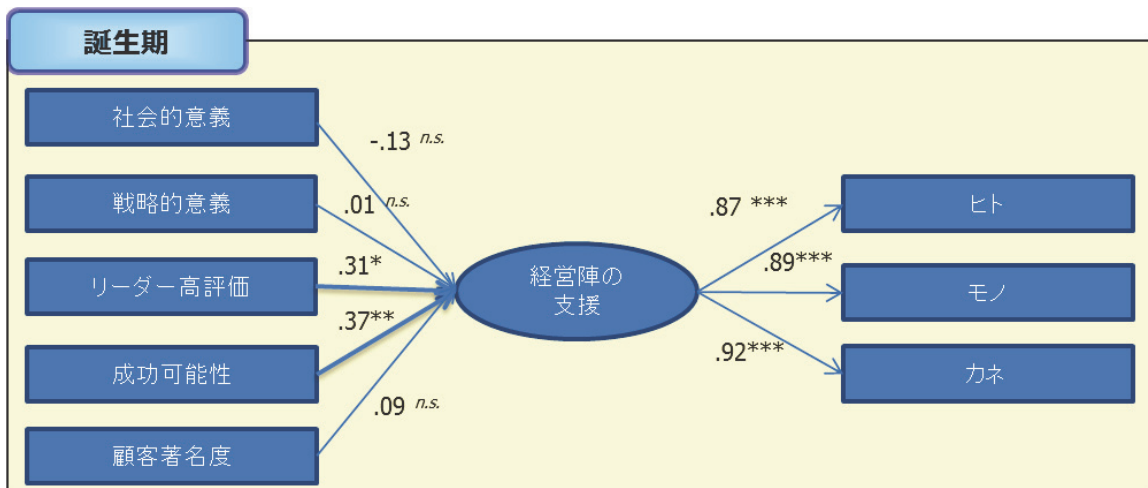 誕生期
社会的意義
-.13 n.s.
戦略的意義
.01 n.s.
リーダー高評価
.31*
成功可能性
.37**
顧客著名度
.09 n.s.
経営陣の
支援
.87 ***
ヒト
.89***
モノ
.92***
カネ